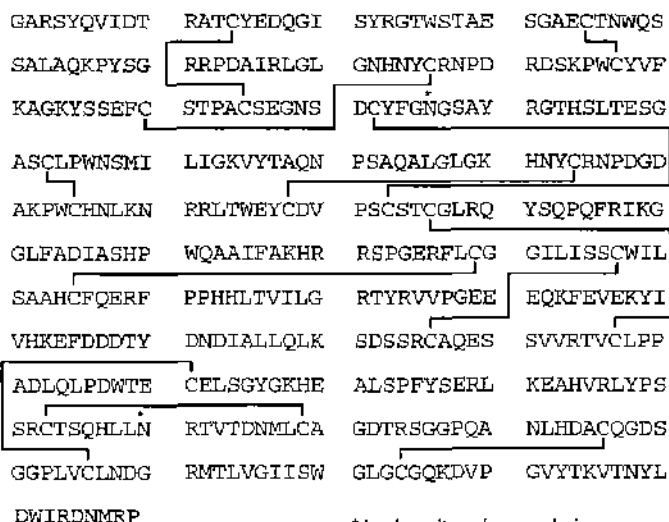 GARSYQVIDT RATCYEDQGI SYRGTWSTAE SGAECTNWQS
SALAQKPYSG RRPDAIRLGL GNHNYCRNPD RDSKPWCYVF
KAGKYSSEFC STPACSEGNS DCYFGNGSAY RGTHSLTESG
ASCLPWNSMI LIGKVYTAQN PSAQALGLGK HNYCRNPDGD
AKPWCHNLKN RRLTWEYCDV PSCSTCGLRQ YSQPQFRIKG
GLFADIASHP WQAAIFAKHR RSPGERFLCG GILISSCWIL
SAAHCFQERF PPHHLTVILG RTYRVVPGEE EQKFEVEKYI
VHKEFDDDTY DNDIALLQLK SDSSRCAQES SVVRTVCLPP
ADLQLPDWTE CELSGYGKHE ALSPFYSERL KEAHVRLYPS
SRCTSQHLLN RTVTDNMLCA GDTRSGGPQA NLHDACQGDS
GGPLVCLNDG RMTLVGIISW GLGCGQKDVP GVYTKVTNYL
DWIRDNMRP